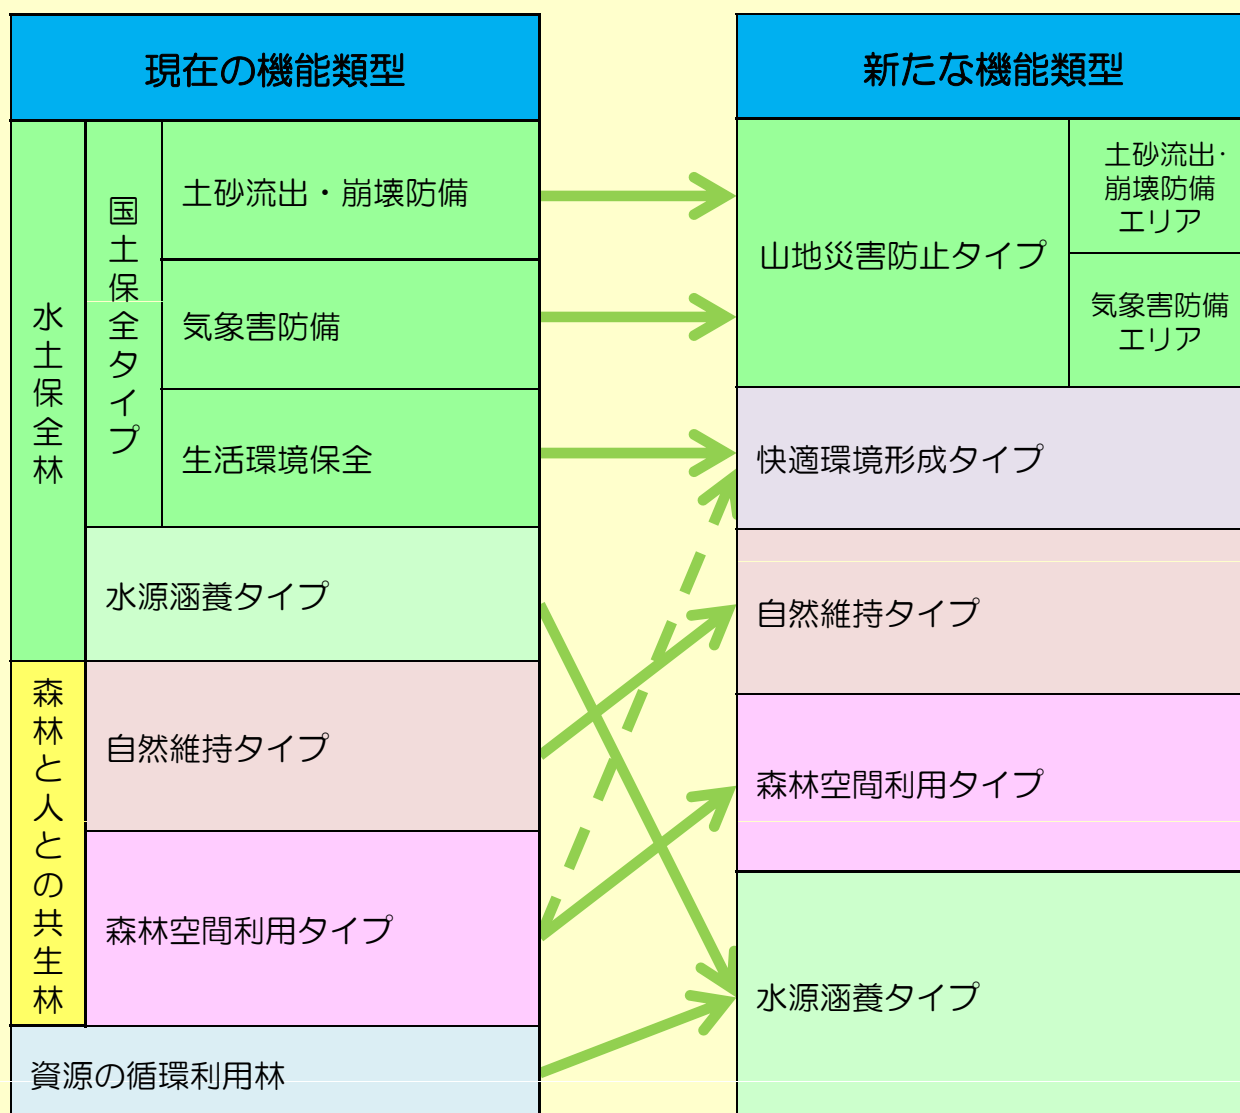 現在の機能類型
水土保全林
国土保全タイプ
土砂流出・崩壊防備
気象害防備
生活環境保全
水源涵養タイプ
森林と人との共生林
自然維持タイプ
森林空間利用タイプ
資源の循環利用林
新たな機能類型
山地災害防止タイプ
土砂流出・
崩壊防備
エリア
気象害防備
エリア
快適環境形成タイプ
自然維持タイプ
森林空間利用タイプ
水源涵養タイプ